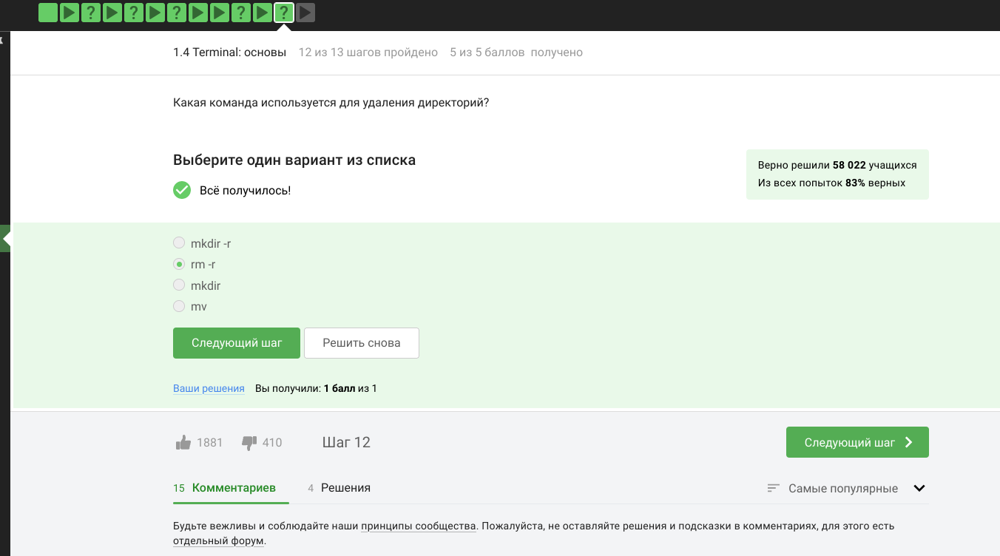 ? ? ? ? ?
1.4 Terminal: основы 12 из 13 шагов пройдено 5 из 5 баллов получено
Какая команда используется для удаления директорий?
Выберите один вариант из списка
Верно решили 58 022 учащихся
Из всех попыток 83% верных
Всё получилось!
mkdir -r
rm -r
mkdir
mv
Следующий шаг Решить снова
Ваши решения Вы получили: 1 балл из 1
1881 410 Шаг 12 Следующий шаг
15 Комментариев 4 Решения Самые популярные
Будьте вежливы и соблюдайте наши принципы сообщества. Пожалуйста, не оставляйте решения и подсказки в комментариях, для этого есть
отдельный форум.